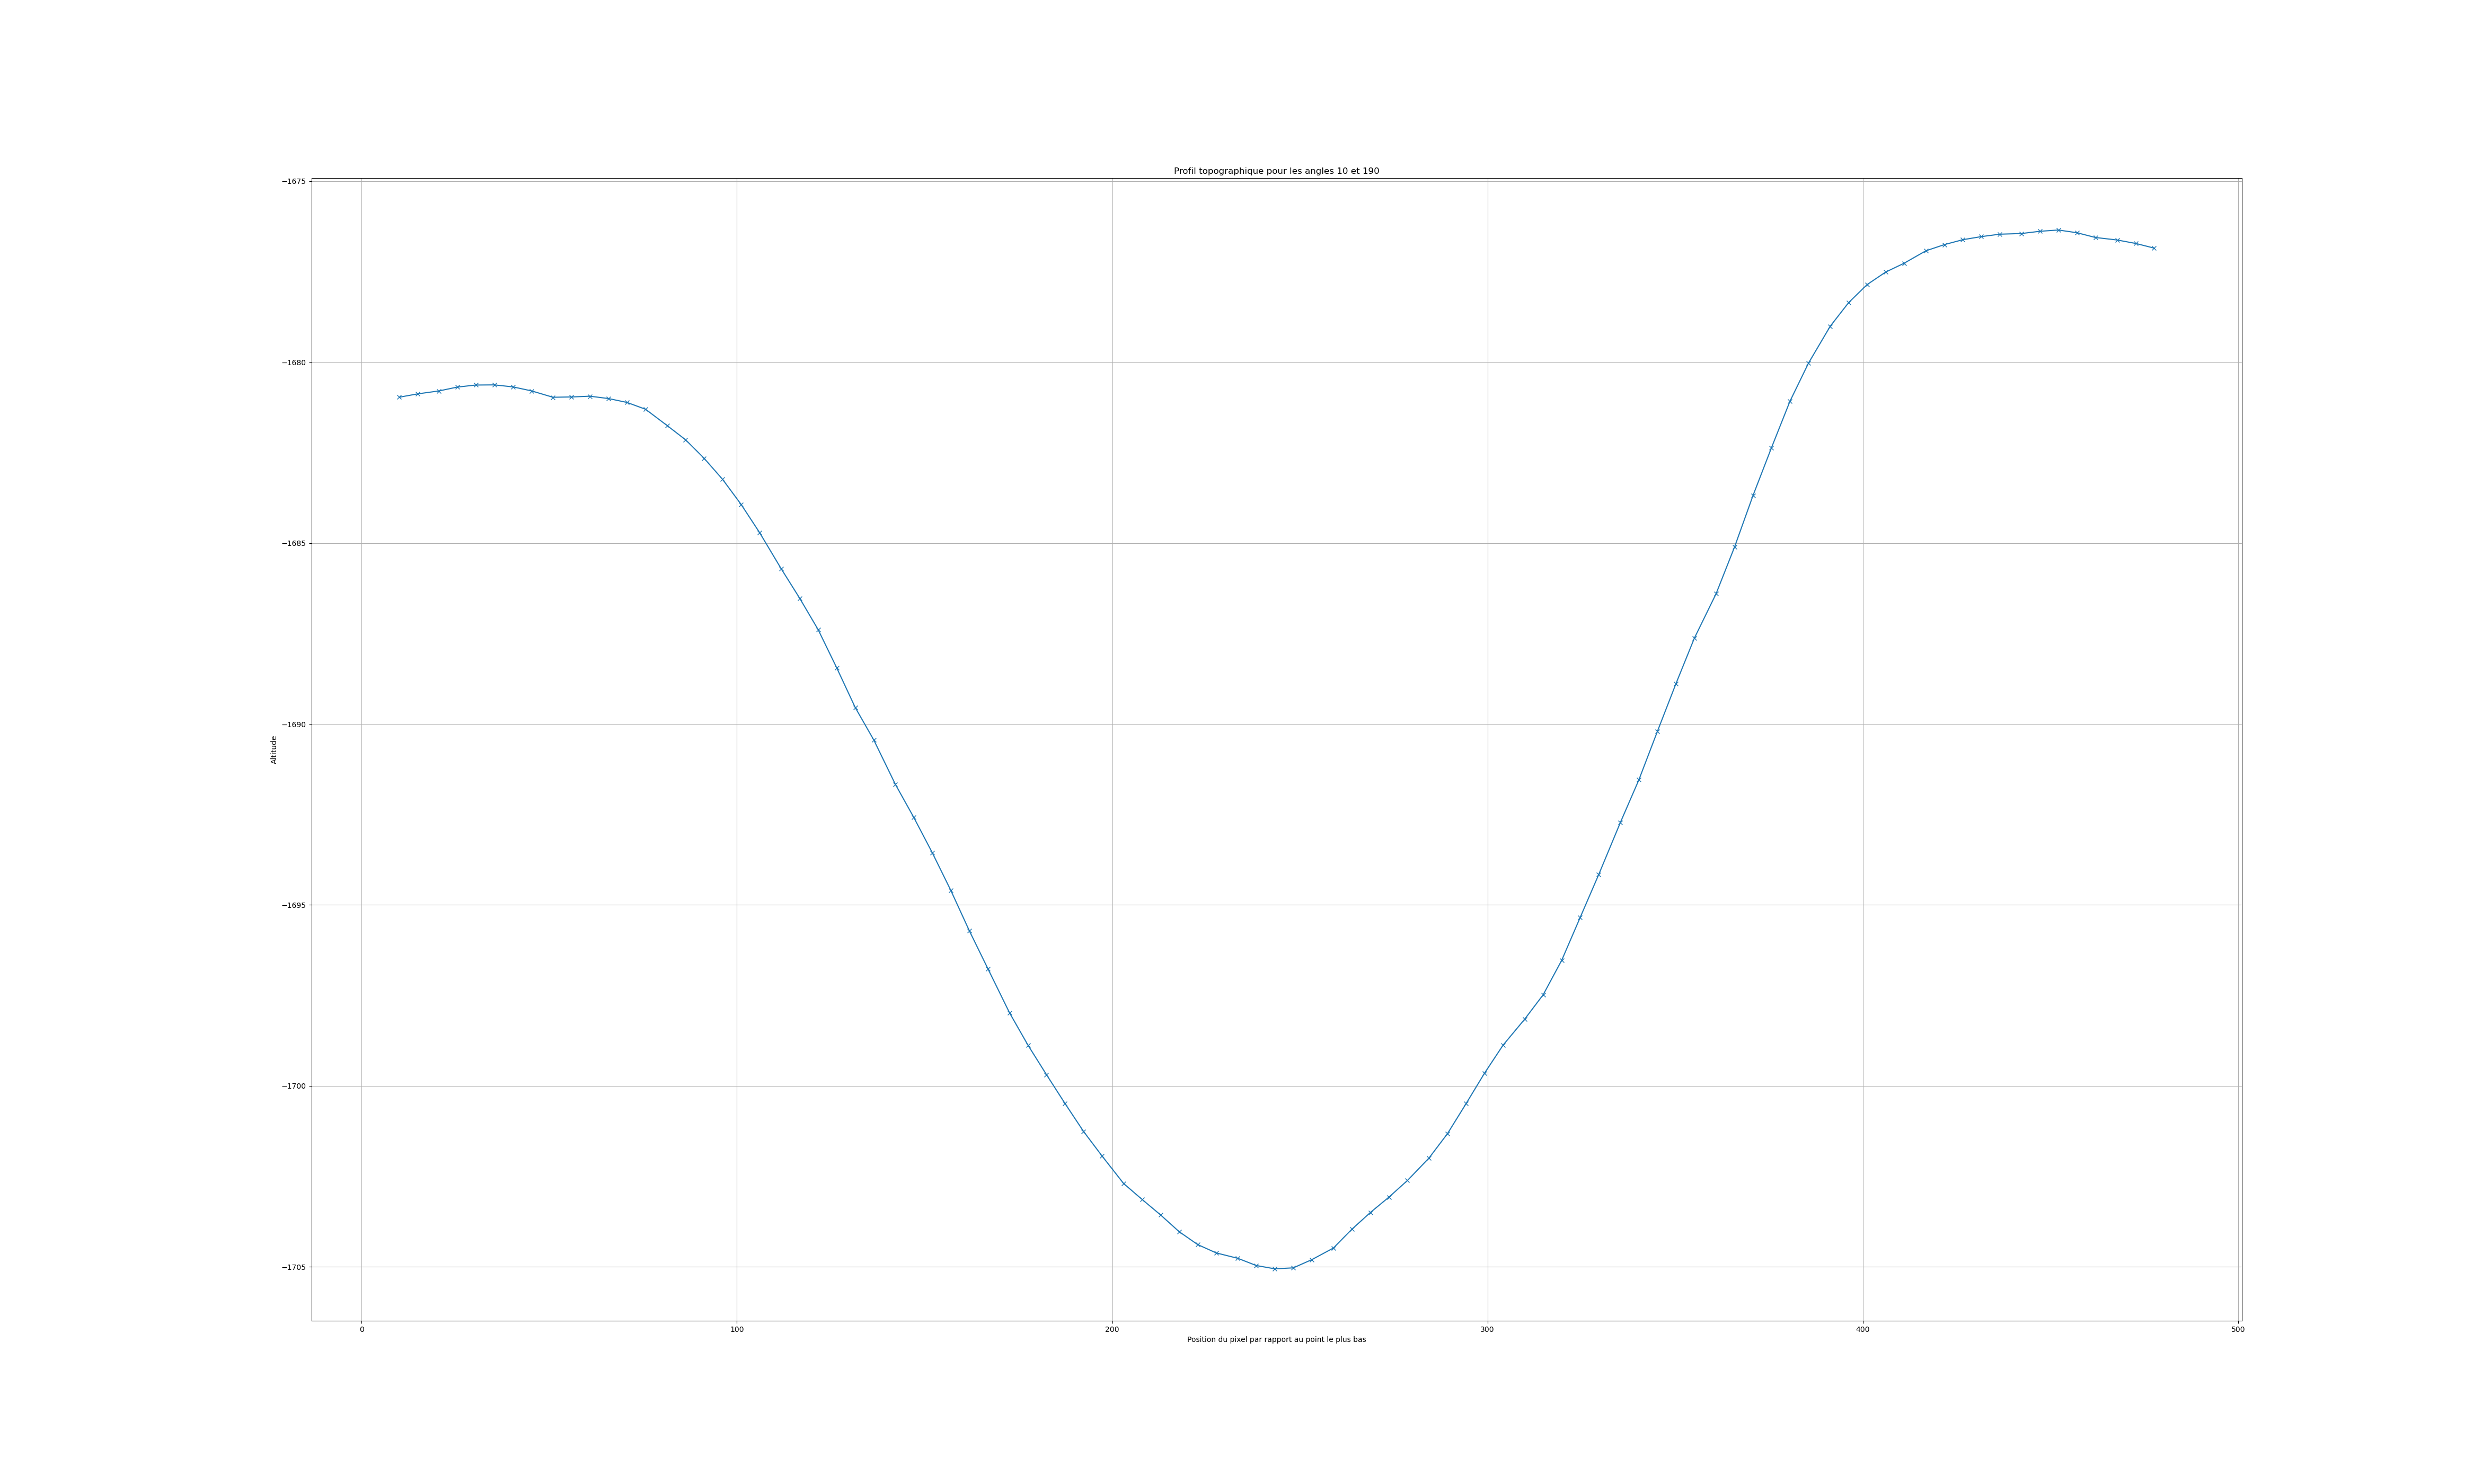 Profil topographique pour les angles 10 et 190
−1675
−1680
−1685
−1690
−1695
−1700
−1705
Altitude
0 100 200 300 400 500
Position du pixel par rapport au point le plus bas